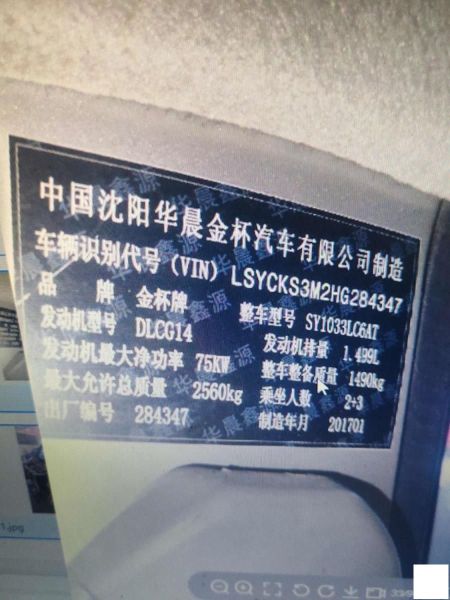 中国沈阳华晨金杯汽车有限公司制造
车辆识别代号（VIN）LSYCKS3M2HG284347
品 牌 金杯牌 整车型号 SY1033LC6AT
发动机型号 DLCG14 发动机排量 1.499L
发动机最大净功率 75KW 整车整备质量 1490kg
最大允许总质量 2560kg 乘坐人数 2+3
出厂编号 284347 制造年月 201701
华晨鑫源